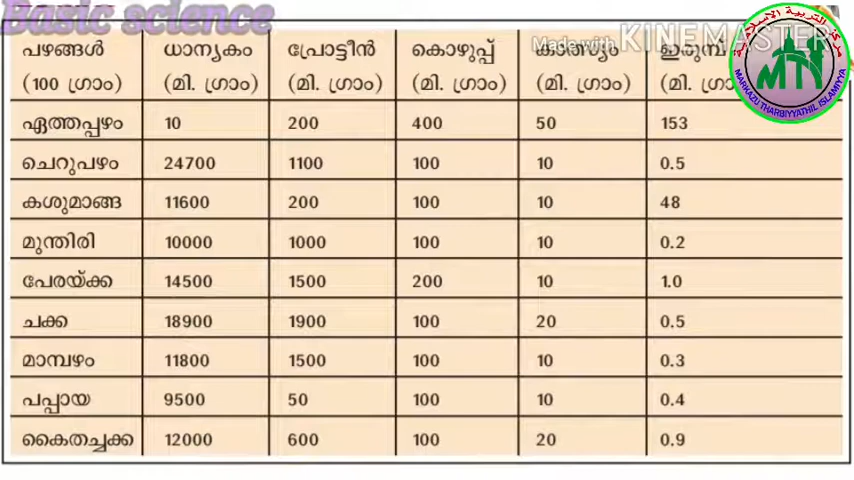 Basic science
Made with KINEMASTER
പഴങ്ങൾ ധാന്യകം പ്രോട്ടീൻ കൊഴുപ്പ് കാത്സ്യം
(100 ഗ്രാം) (മി. ഗ്രാം) (മി. ഗ്രാം) (മി. ഗ്രാം) (മി. ഗ്രാം) (മി.
ഏത്തപ്പഴം 10 200 400 50 153
ചെറുപഴം 24700 1100 100 10 0.5
കശുമാങ്ങ 11600 200 100 10 48
മുന്തിരി 10000 1000 100 10 0.2
പേരയ്ക്ക 14500 1500 200 10 1.0
ചക്ക 18900 1900 100 20 0.5
മാമ്പഴം 11800 1500 100 10 0.3
പപ്പായ 9500 50 100 10 0.4
കൈതച്ചക്ക 12000 600 100 20 0.9
MTN
MARKAZU THARBIYYATHIL ISLAMIYYA